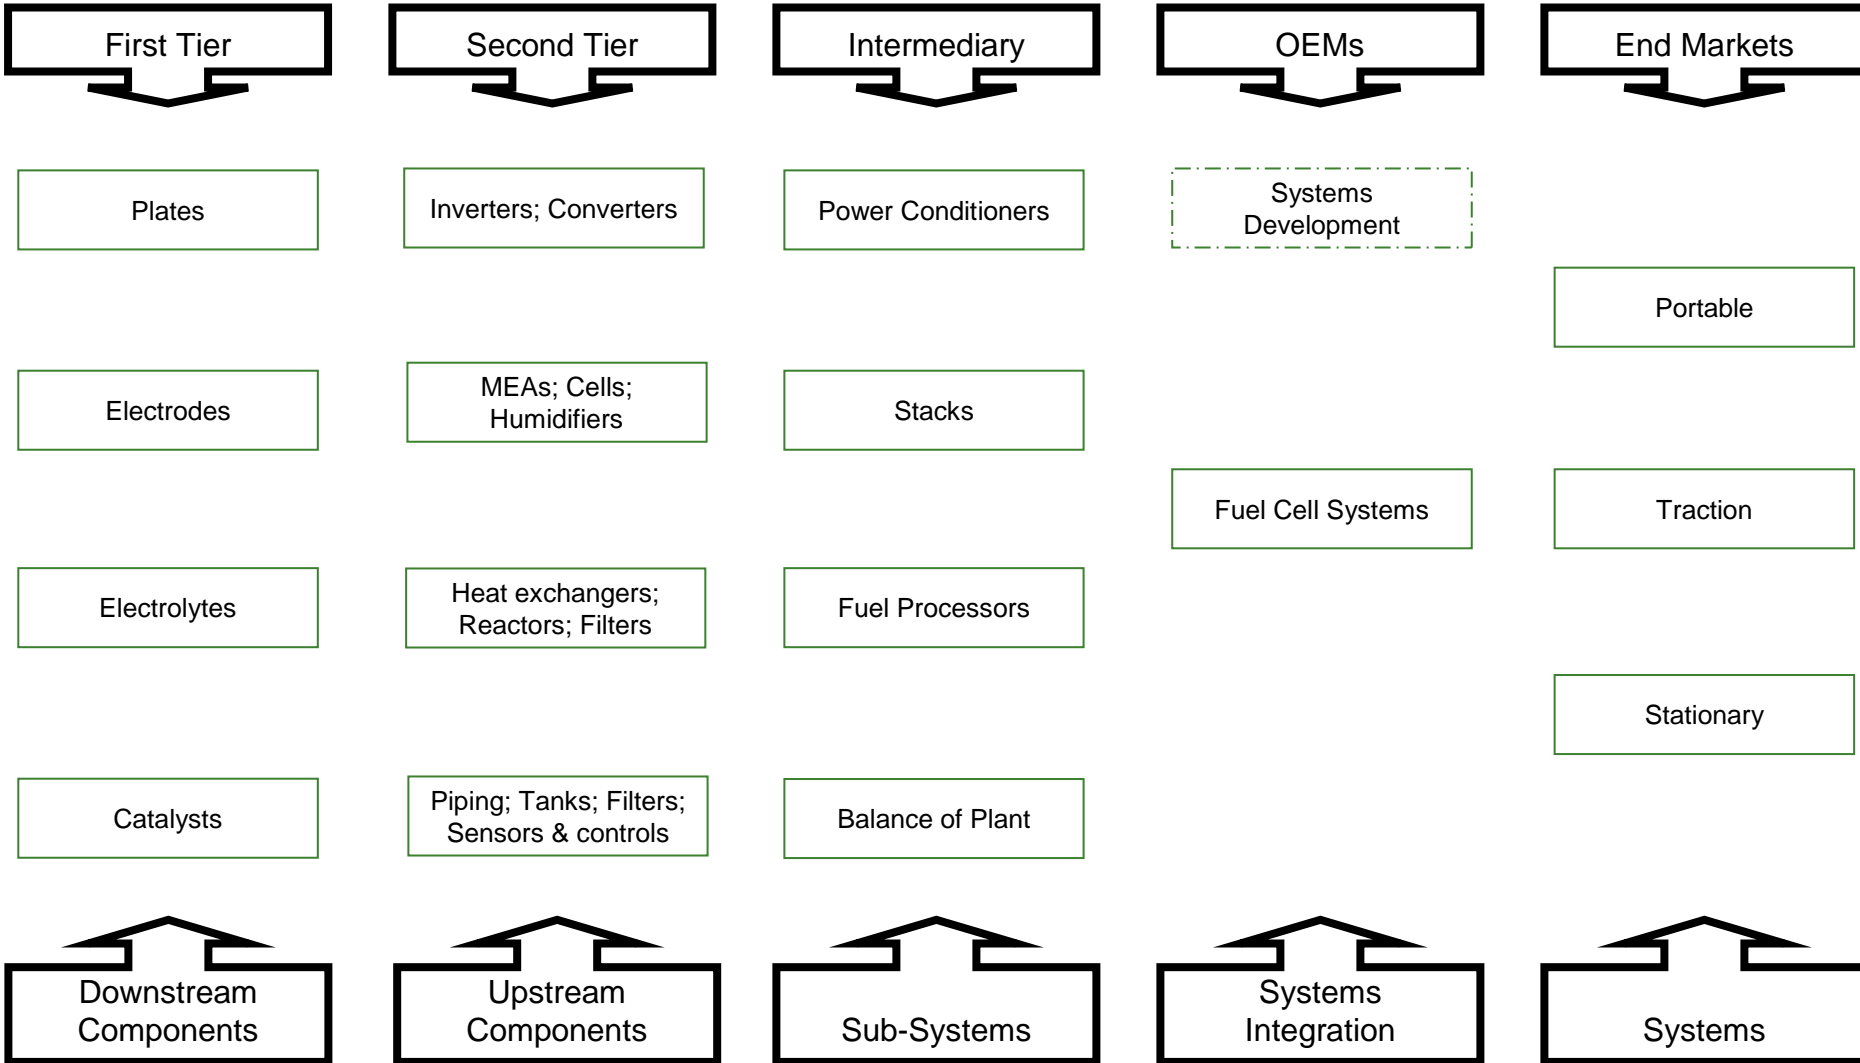 First Tier
Second Tier
Intermediary
OEMs
End Markets
Plates
Inverters; Converters
Power Conditioners
Systems
Development
Portable
Electrodes
MEAs; Cells;
Humidifiers
Stacks
Fuel Cell Systems
Traction
Electrolytes
Heat exchangers;
Reactors; Filters
Fuel Processors
Stationary
Catalysts
Piping; Tanks; Filters;
Sensors & controls
Balance of Plant
Downstream
Components
Upstream
Components
Sub-Systems
Systems
Integration
Systems